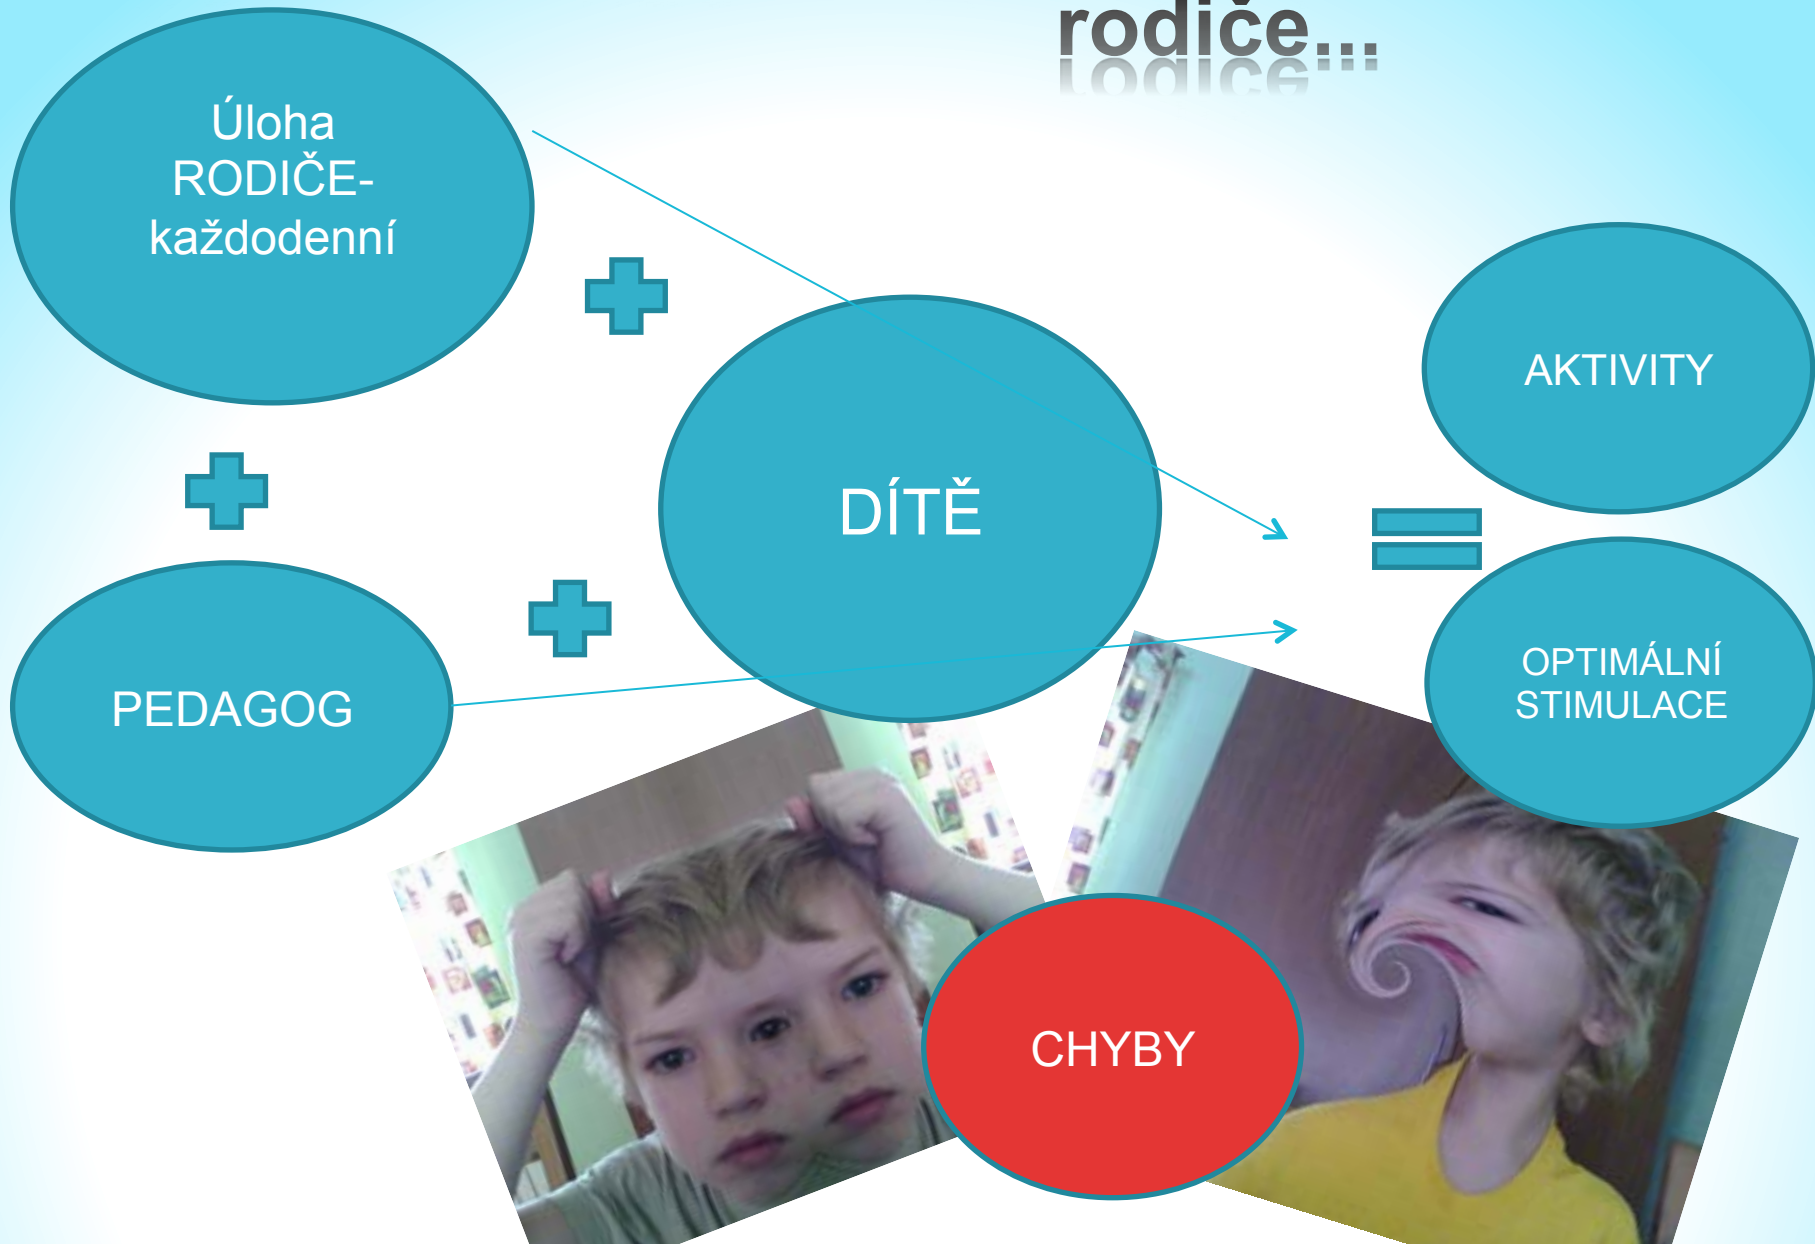 rodiče...
Úloha
RODIČE-
každodenní
AKTIVITY
DÍTĚ
PEDAGOG
OPTIMÁLNÍ
STIMULACE
CHYBY